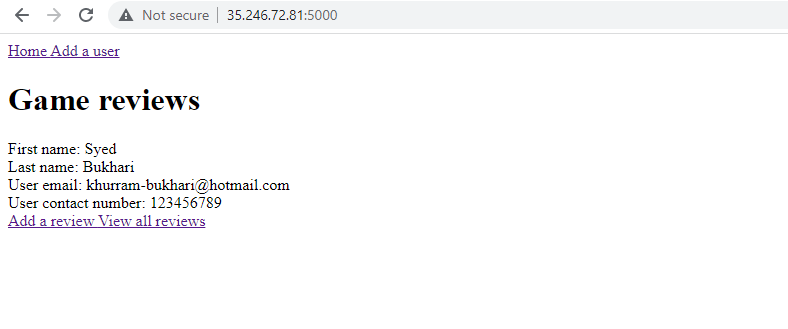 Not secure | 35.246.72.81:5000
Home Add a user
Game reviews
First name: Syed
Last name: Bukhari
User email: khurram-bukhari@hotmail.com
User contact number: 123456789
Add a review View all reviews